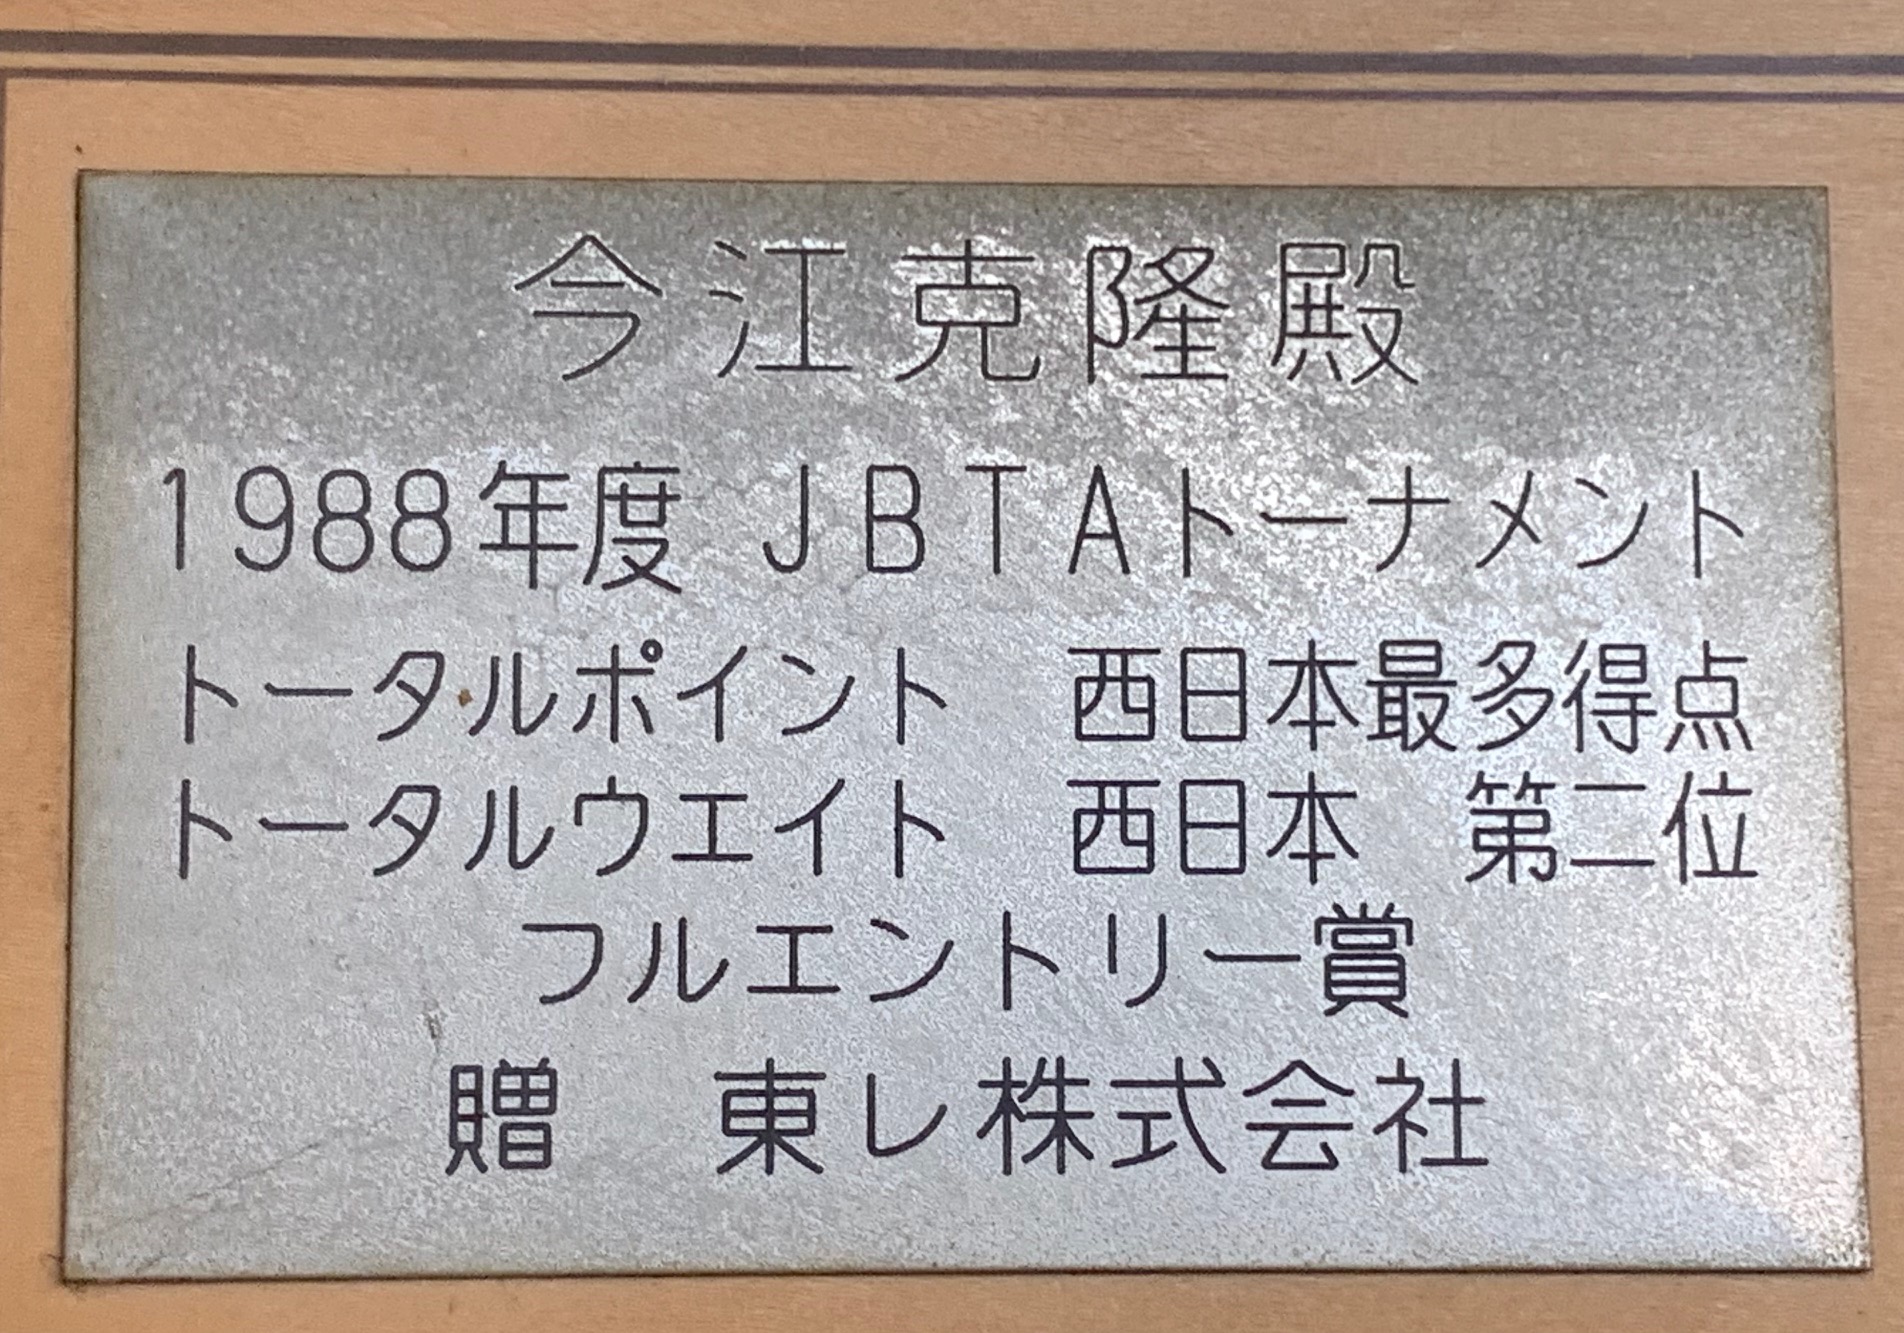 今江克隆殿
1988年度 JBTAトーナメント
トータルポイント 西日本最多得点
トータルウエイト 西日本 第二位
フルエントリー賞
贈 東レ株式会社